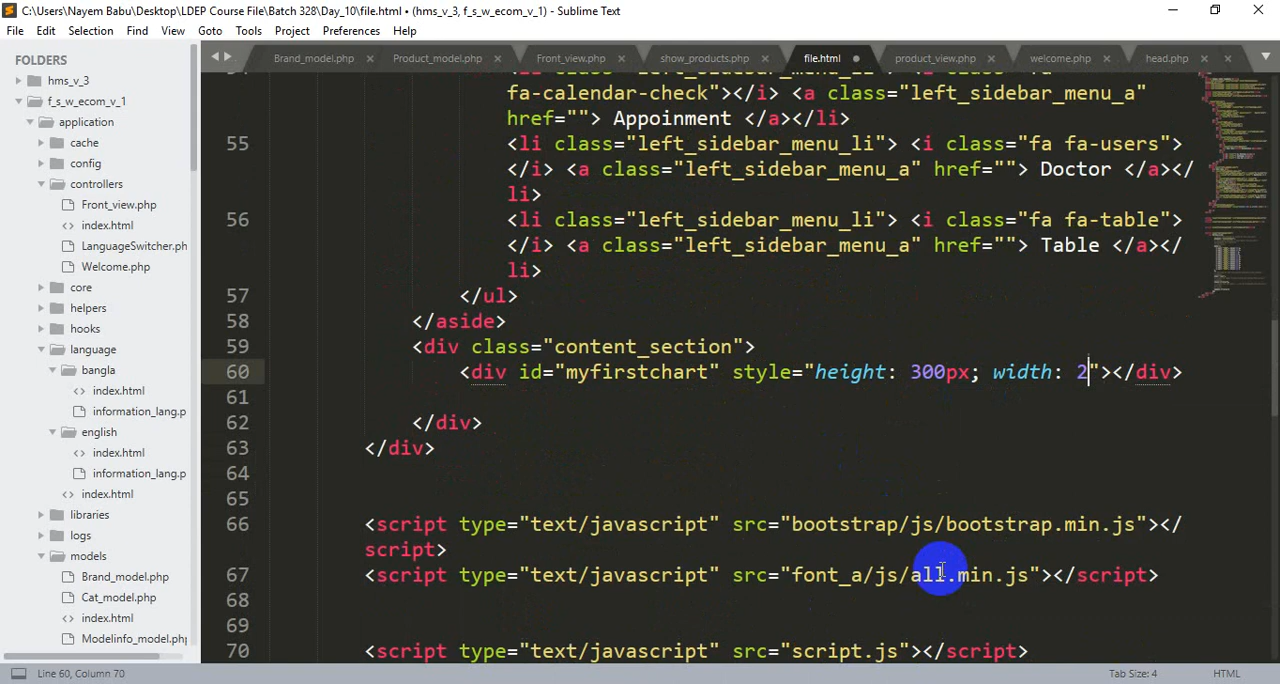 C:\Users\Nayem Babu\Desktop\LDEP Course File\Batch 328\Day_10\file.html • (hms_v_3, f_s_w_ecom_v_1) - Sublime Text
File Edit Selection Find View Goto Tools Project Preferences Help
FOLDERS
hms_v_3
f_s_w_ecom_v_1
application
cache
config
controllers
Front_view.php
index.html
LanguageSwitcher.ph
Welcome.php
core
helpers
hooks
language
bangla
index.html
information_lang.p
english
index.html
information_lang.p
index.html
libraries
logs
models
Brand_model.php
Cat_model.php
index.html
Modelinfo_model.php
Brand_model.php Product_model.php Front_view.php show_products.php file.html product_view.php welcome.php head.php
fa-calendar-check"></i> <a class="left_sidebar_menu_a"
href=""> Appoinment </a></li>
55 <li class="left_sidebar_menu_li"> <i class="fa fa-users">
</i> <a class="left_sidebar_menu_a" href=""> Doctor </a></
li>
56 <li class="left_sidebar_menu_li"> <i class="fa fa-table">
</i> <a class="left_sidebar_menu_a" href=""> Table </a></
li>
57 </ul>
58 </aside>
59 <div class="content_section">
60 <div id="myfirstchart" style="height: 300px; width: 2"></div>
61
62 </div>
63 </div>
64
65
66 <script type="text/javascript" src="bootstrap/js/bootstrap.min.js"></
script>
67 <script type="text/javascript" src="font_a/js/all.min.js"></script>
68
69
70 <script type="text/javascript" src="script.js"></script>
Line 60, Column 70 Tab Size: 4 HTML